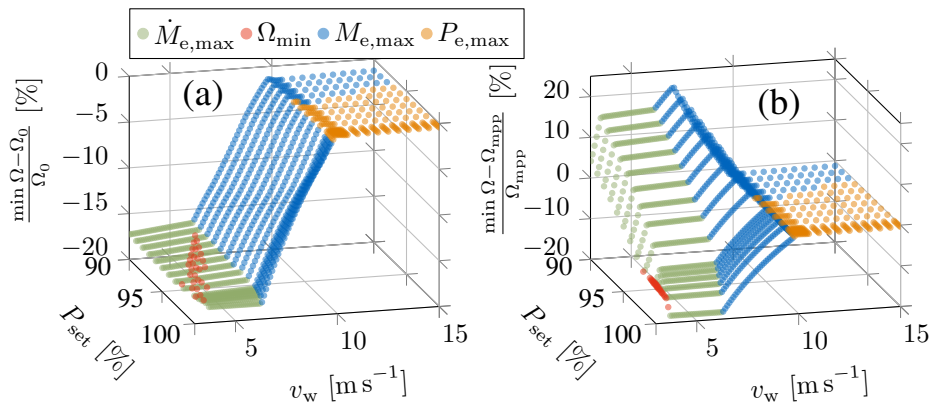 Ṁe,max Ωmin Me,max Pe,max
(a)
min Ω−Ω0 / Ω0 [%]
0
−5
−10
−15
−20
90
95
100
Pset [%]
5
10
15
vw [m s−1]
(b)
min Ω−Ωmpp / Ωmpp [%]
20
10
0
−10
−20
90
95
100
Pset [%]
5
10
15
vw [m s−1]